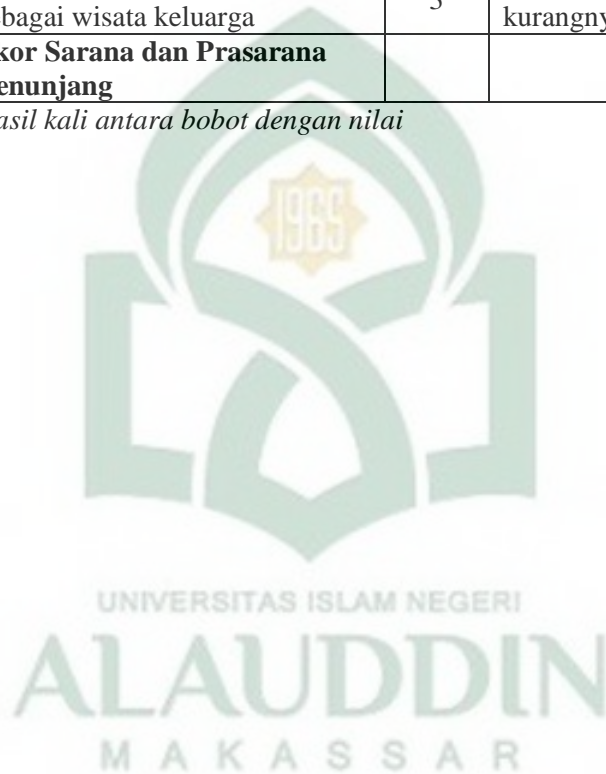 ebagai wisata keluarga
kurangny
kor Sarana dan Prasarana
enunjang
asil kali antara bobot dengan nilai
1965
UNIVERSITAS ISLAM NEGERI
ALAUDDIN
MAKASSAR